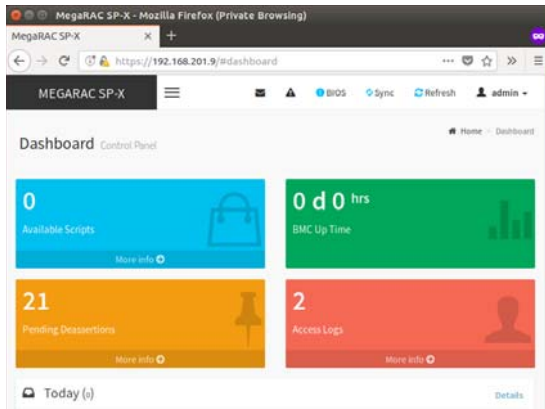 MegaRAC SP-X - Mozilla Firefox (Private Browsing)
MegaRAC SP-X
https://192.168.201.9/#dashboard
MEGARAC SP-X BIOS Sync Refresh admin
Dashboard Control Panel
Home - Dashboard
0
Available Scripts
More info
0 d 0 hrs
BMC Up Time
21
Pending Deassertions
More info
2
Access Logs
More info
Today (0)
Details